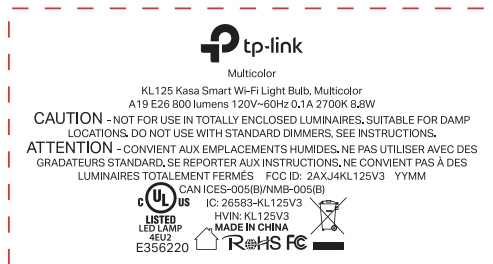 tp-link
Multicolor
KL125 Kasa Smart Wi-Fi Light Bulb, Multicolor
A19 E26 800 lumens 120V~60Hz 0.1A 2700K 8.8W
CAUTION - NOT FOR USE IN TOTALLY ENCLOSED LUMINAIRES. SUITABLE FOR DAMP
LOCATIONS. DO NOT USE WITH STANDARD DIMMERS, SEE INSTRUCTIONS.
ATTENTION - CONVIENT AUX EMPLACEMENTS HUMIDES. NE PAS UTILISER AVEC DES
GRADATEURS STANDARD, SE REPORTER AUX INSTRUCTIONS. NE CONVIENT PAS À DES
LUMINAIRES TOTALEMENT FERMÉS FCC ID: 2AXJ4KL125V3 YYMM
CAN ICES-005(B)/NMB-005(B)
IC: 26583-KL125V3
HVIN: KL125V3
MADE IN CHINA
C UL US
LISTED
LED LAMP
4EU2
E356220
RoHS FC